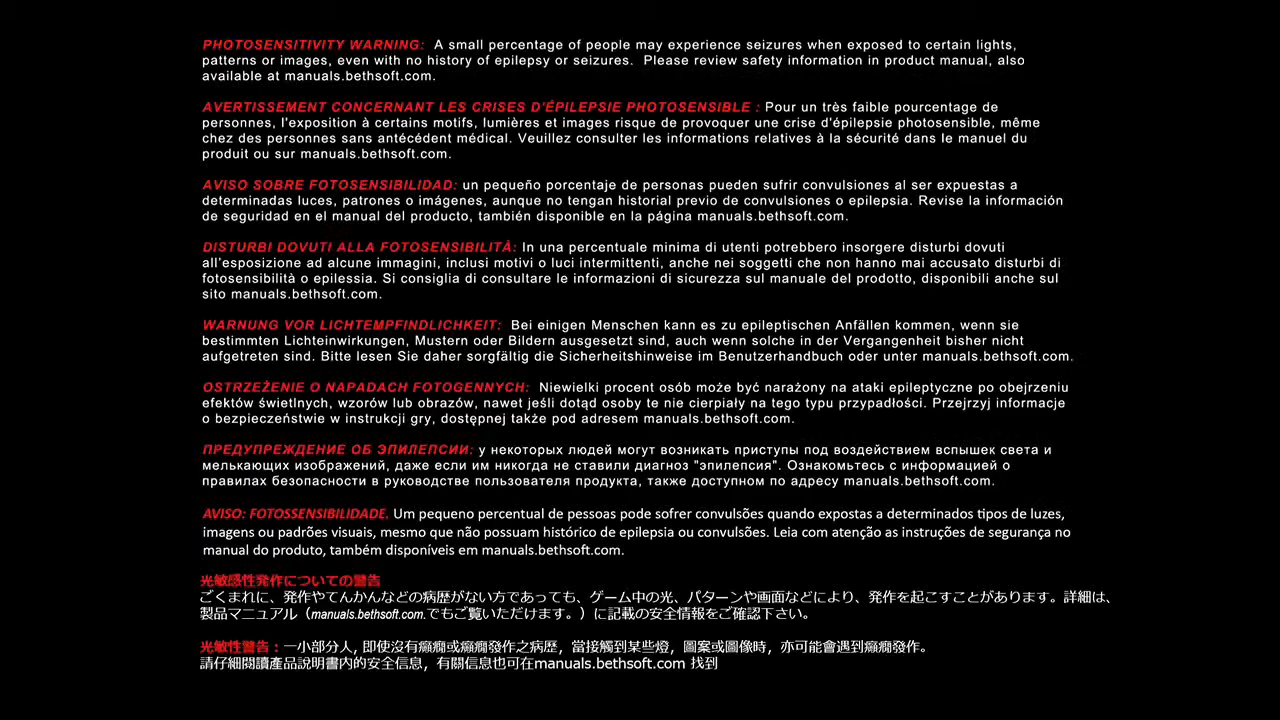 PHOTOSENSITIVITY WARNING: A small percentage of people may experience seizures when exposed to certain lights,
patterns or images, even with no history of epilepsy or seizures. Please review safety information in product manual, also
available at manuals.bethsoft.com.
AVERTISSEMENT CONCERNANT LES CRISES D'ÉPILEPSIE PHOTOSENSIBLE : Pour un très faible pourcentage de
personnes, l'exposition à certains motifs, lumières et images risque de provoquer une crise d'épilepsie photosensible, même
chez des personnes sans antécédent médical. Veuillez consulter les informations relatives à la sécurité dans le manuel du
produit ou sur manuals.bethsoft.com.
AVISO SOBRE FOTOSENSIBILIDAD: un pequeño porcentaje de personas pueden sufrir convulsiones al ser expuestas a
determinadas luces, patrones o imágenes, aunque no tengan historial previo de convulsiones o epilepsia. Revise la información
de seguridad en el manual del producto, también disponible en la página manuals.bethsoft.com.
DISTURBI DOVUTI ALLA FOTOSENSIBILITÀ: In una percentuale minima di utenti potrebbero insorgere disturbi dovuti
all'esposizione ad alcune immagini, inclusi motivi o luci intermittenti, anche nei soggetti che non hanno mai accusato disturbi di
fotosensibilità o epilessia. Si consiglia di consultare le informazioni di sicurezza sul manuale del prodotto, disponibili anche sul
sito manuals.bethsoft.com.
WARNUNG VOR LICHTEMPFINDLICHKEIT: Bei einigen Menschen kann es zu epileptischen Anfällen kommen, wenn sie
bestimmten Lichteinwirkungen, Mustern oder Bildern ausgesetzt sind, auch wenn solche in der Vergangenheit bisher nicht
aufgetreten sind. Bitte lesen Sie daher sorgfältig die Sicherheitshinweise im Benutzerhandbuch oder unter manuals.bethsoft.com.
OSTRZEŻENIE O NAPADACH FOTOGENNYCH: Niewielki procent osób może być narażony na ataki epileptyczne po obejrzeniu
efektów świetlnych, wzorów lub obrazów, nawet jeśli dotąd osoby te nie cierpiały na tego typu przypadłości. Przejrzyj informacje
o bezpieczeństwie w instrukcji gry, dostępnej także pod adresem manuals.bethsoft.com.
ПРЕДУПРЕЖДЕНИЕ ОБ ЭПИЛЕПСИИ: у некоторых людей могут возникать приступы под воздействием вспышек света и
мелькающих изображений, даже если им никогда не ставили диагноз "эпилепсия". Ознакомьтесь с информацией о
правилах безопасности в руководстве пользователя продукта, также доступном по адресу manuals.bethsoft.com.
AVISO: FOTOSSENSIBILIDADE. Um pequeno percentual de pessoas pode sofrer convulsões quando expostas a determinados tipos de luzes,
imagens ou padrões visuais, mesmo que não possuam histórico de epilepsia ou convulsões. Leia com atenção as instruções de segurança no
manual do produto, também disponíveis em manuals.bethsoft.com.
光敏感性発作についての警告
ごくまれに、発作やてんかんなどの病歴がない方であっても、ゲーム中の光、パターンや画面などにより、発作を起こすことがあります。詳細は、
製品マニュアル（manuals.bethsoft.com.でもご覧いただけます。）に記載の安全情報をご確認下さい。
光敏性警告：一小部分人, 即使沒有癲癇或癲癇發作之病歷，當接觸到某些燈，圖案或圖像時，亦可能會遇到癲癇發作。
請仔細閱讀產品說明書內的安全信息，有關信息也可在manuals.bethsoft.com 找到